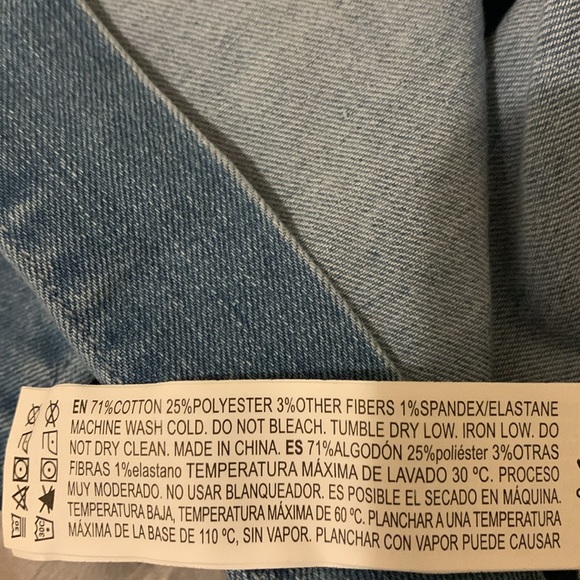 EN 71%COTTON 25%POLYESTER 3%OTHER FIBERS 1%SPANDEX/ELASTANE
MACHINE WASH COLD. DO NOT BLEACH. TUMBLE DRY LOW. IRON LOW. DO
NOT DRY CLEAN. MADE IN CHINA. ES 71%ALGODÓN 25%poliéster 3%OTRAS
FIBRAS 1%elastano TEMPERATURA MÁXIMA DE LAVADO 30 ºC. PROCESO
MUY MODERADO. NO USAR BLANQUEADOR. ES POSIBLE EL SECADO EN MÁQUINA.
TEMPERATURA BAJA, TEMPERATURA MÁXIMA DE 60 ºC. PLANCHAR A UNA TEMPERATURA
MÁXIMA DE LA BASE DE 110 ºC, SIN VAPOR. PLANCHAR CON VAPOR PUEDE CAUSAR